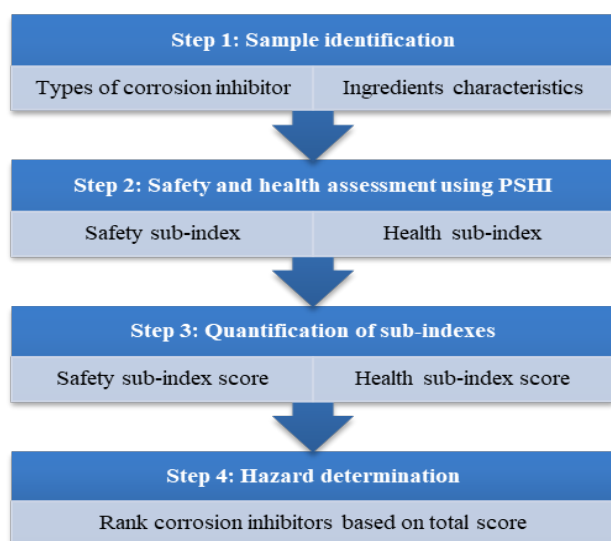 Step 1: Sample identification
Types of corrosion inhibitor
Ingredients characteristics
Step 2: Safety and health assessment using PSHI
Safety sub-index
Health sub-index
Step 3: Quantification of sub-indexes
Safety sub-index score
Health sub-index score
Step 4: Hazard determination
Rank corrosion inhibitors based on total score